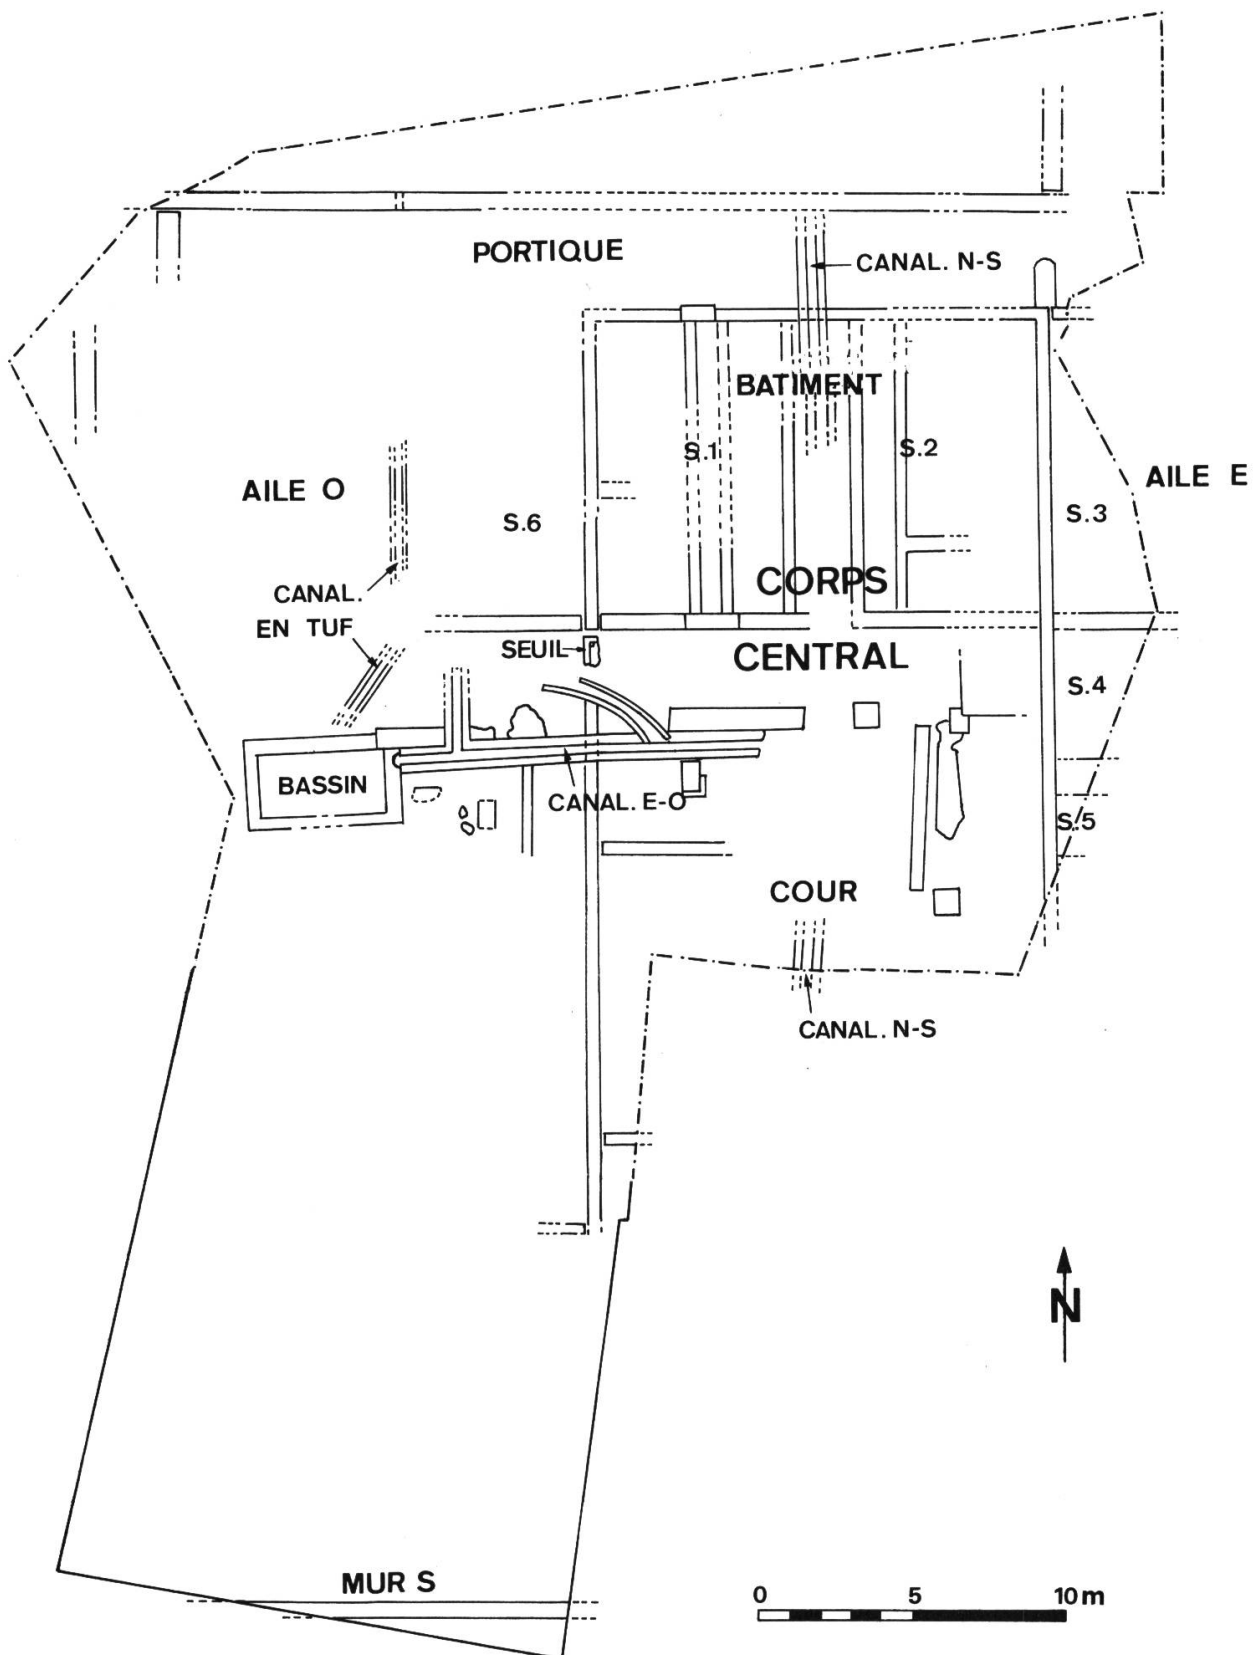 PORTIQUE
CANAL. N-S
BATIMENT
S.1
S.2
AILE O
AILE E
S.6
S.3
CORPS
CANAL.
EN TUF
SEUIL
CENTRAL
S.4
BASSIN
CANAL. E-O
S.5
COUR
CANAL. N-S
N
MUR S
0 5 10 m